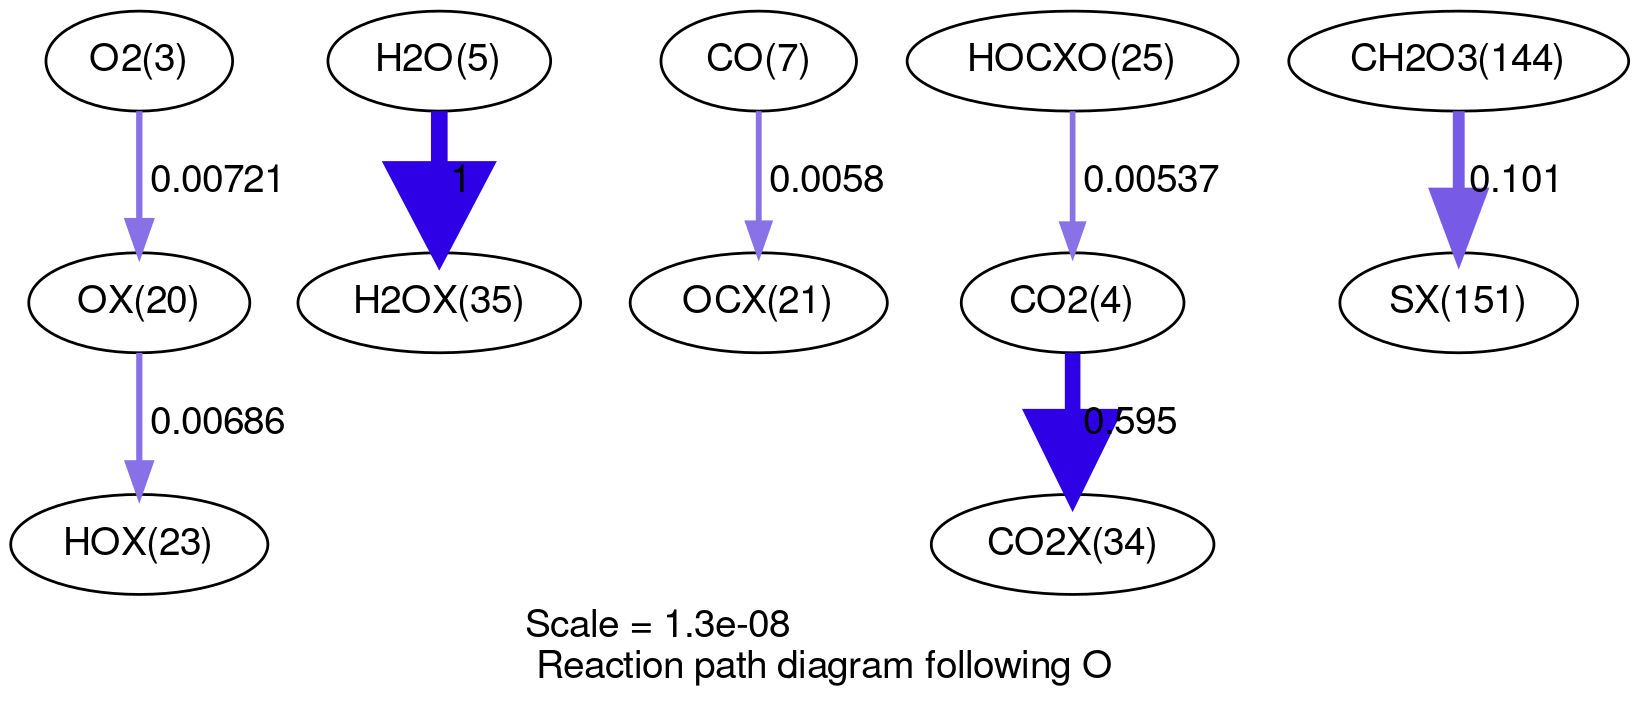 O2(3)
H2O(5)
CO(7)
HOCXO(25)
CH2O3(144)
0.00721
1
0.0058
0.00537
0.101
OX(20)
H2OX(35)
OCX(21)
CO2(4)
SX(151)
0.00686
0.595
HOX(23)
CO2X(34)
Scale = 1.3e-08
Reaction path diagram following O